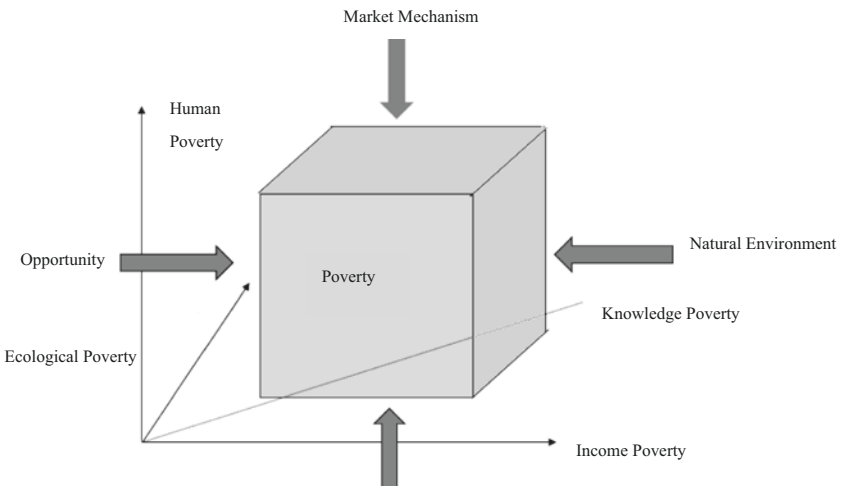 Market Mechanism
Human
Poverty
Opportunity
Natural Environment
Poverty
Knowledge Poverty
Ecological Poverty
Income Poverty